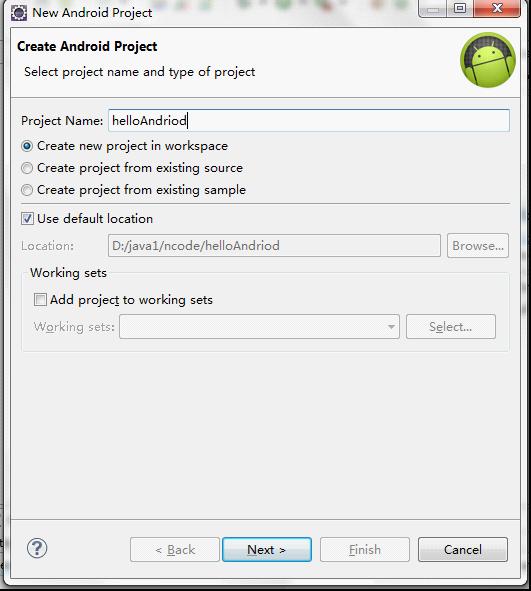 New Android Project
Create Android Project
Select project name and type of project
Project Name: helloAndriod
Create new project in workspace
Create project from existing source
Create project from existing sample
Use default location
Location: D:/java1/ncode/helloAndriod Browse...
Working sets
Add project to working sets
Working sets: Select...
? < Back Next > Finish Cancel